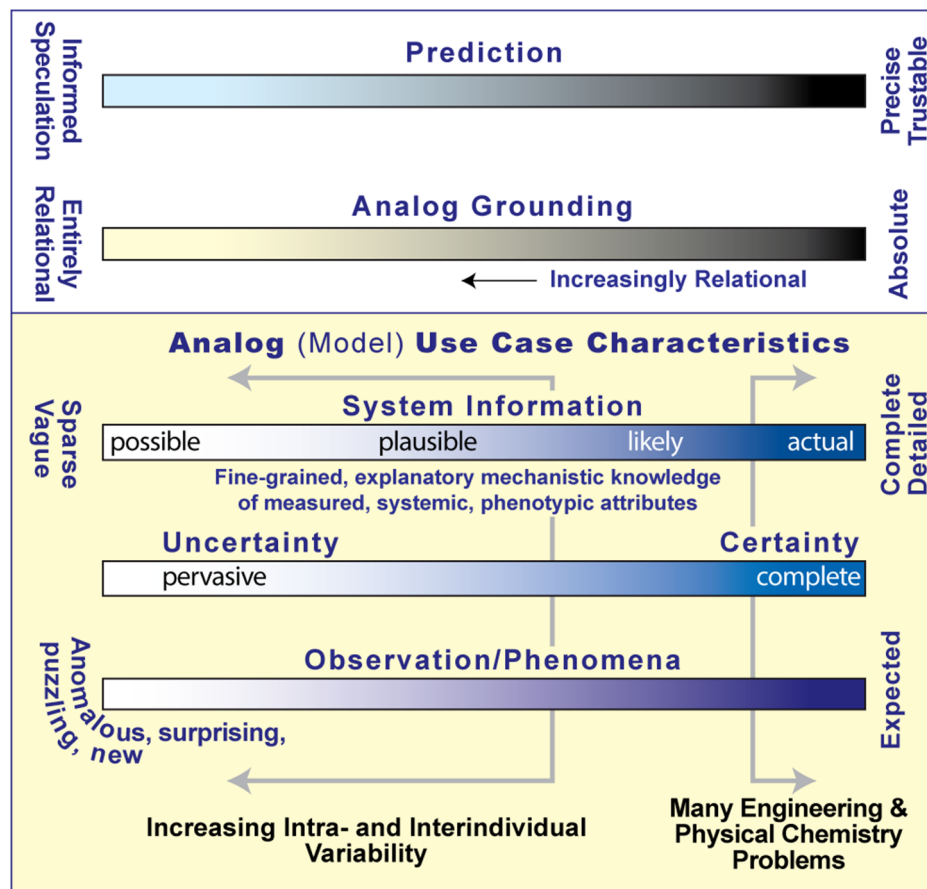 Prediction
Informed
Speculation
Precise
Trustable
Analog Grounding
Entirely
Relational
Absolute
Increasingly Relational
Analog (Model) Use Case Characteristics
System Information
Sparse
Vague
possible plausible likely actual
Complete
Detailed
Fine-grained, explanatory mechanistic knowledge
of measured, systemic, phenotypic attributes
Uncertainty Certainty
pervasive complete
Observation/Phenomena
Anomalous, surprising,
puzzling, new
Expected
Increasing Intra- and Interindividual
Variability
Many Engineering &
Physical Chemistry
Problems